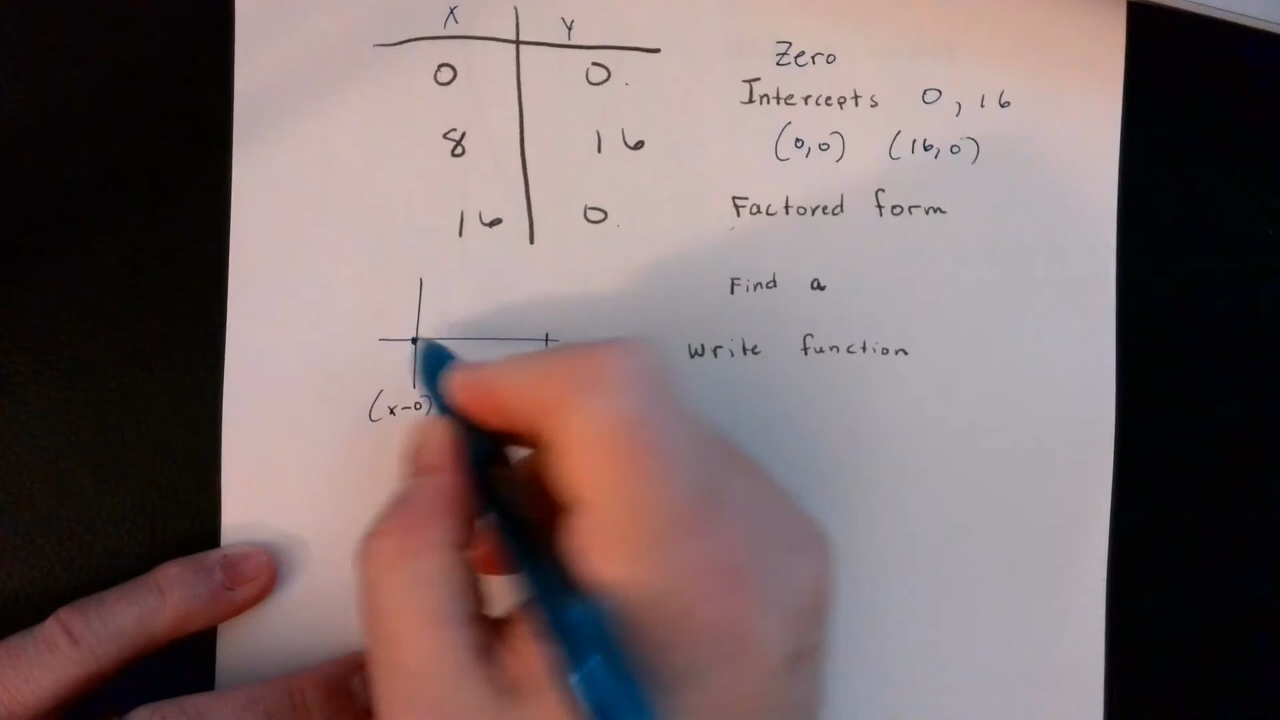 X Y
0 0.
8 16
16 0.
Zero
Intercepts 0, 16
(0,0) (16,0)
Factored form
Find a
Write function
(x-0)